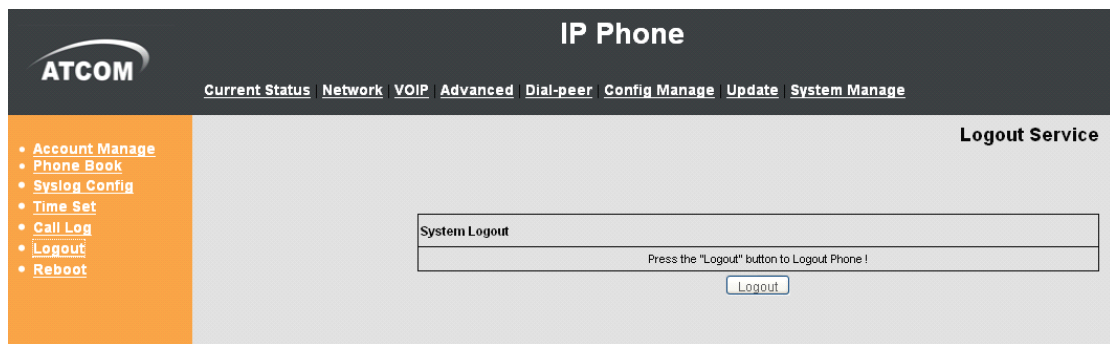 IP Phone
ATCOM
Current Status | Network | VOIP | Advanced | Dial-peer | Config Manage | Update | System Manage
Logout Service
• Account Manage
• Phone Book
• Syslog Config
• Time Set
• Call Log
• Logout
• Reboot
System Logout
Press the "Logout" button to Logout Phone !
Logout